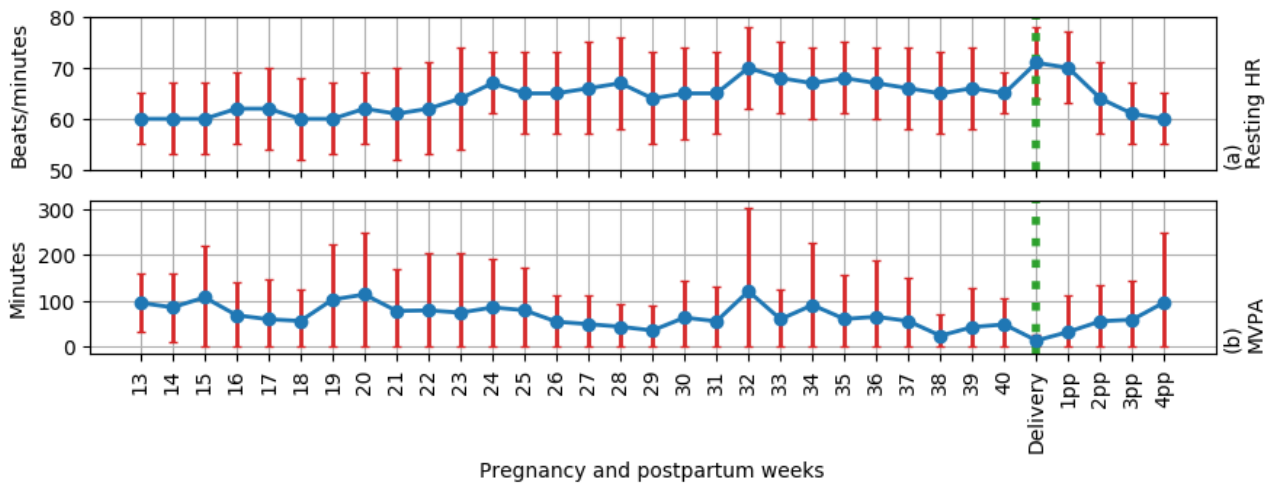 80
70
60
50
Beats/minutes
(a)
Resting HR
300
200
100
0
Minutes
(b)
MVPA
13 14 15 16 17 18 19 20 21 22 23 24 25 26 27 28 29 30 31 32 33 34 35 36 37 38 39 40 Delivery 1pp 2pp 3pp 4pp
Pregnancy and postpartum weeks